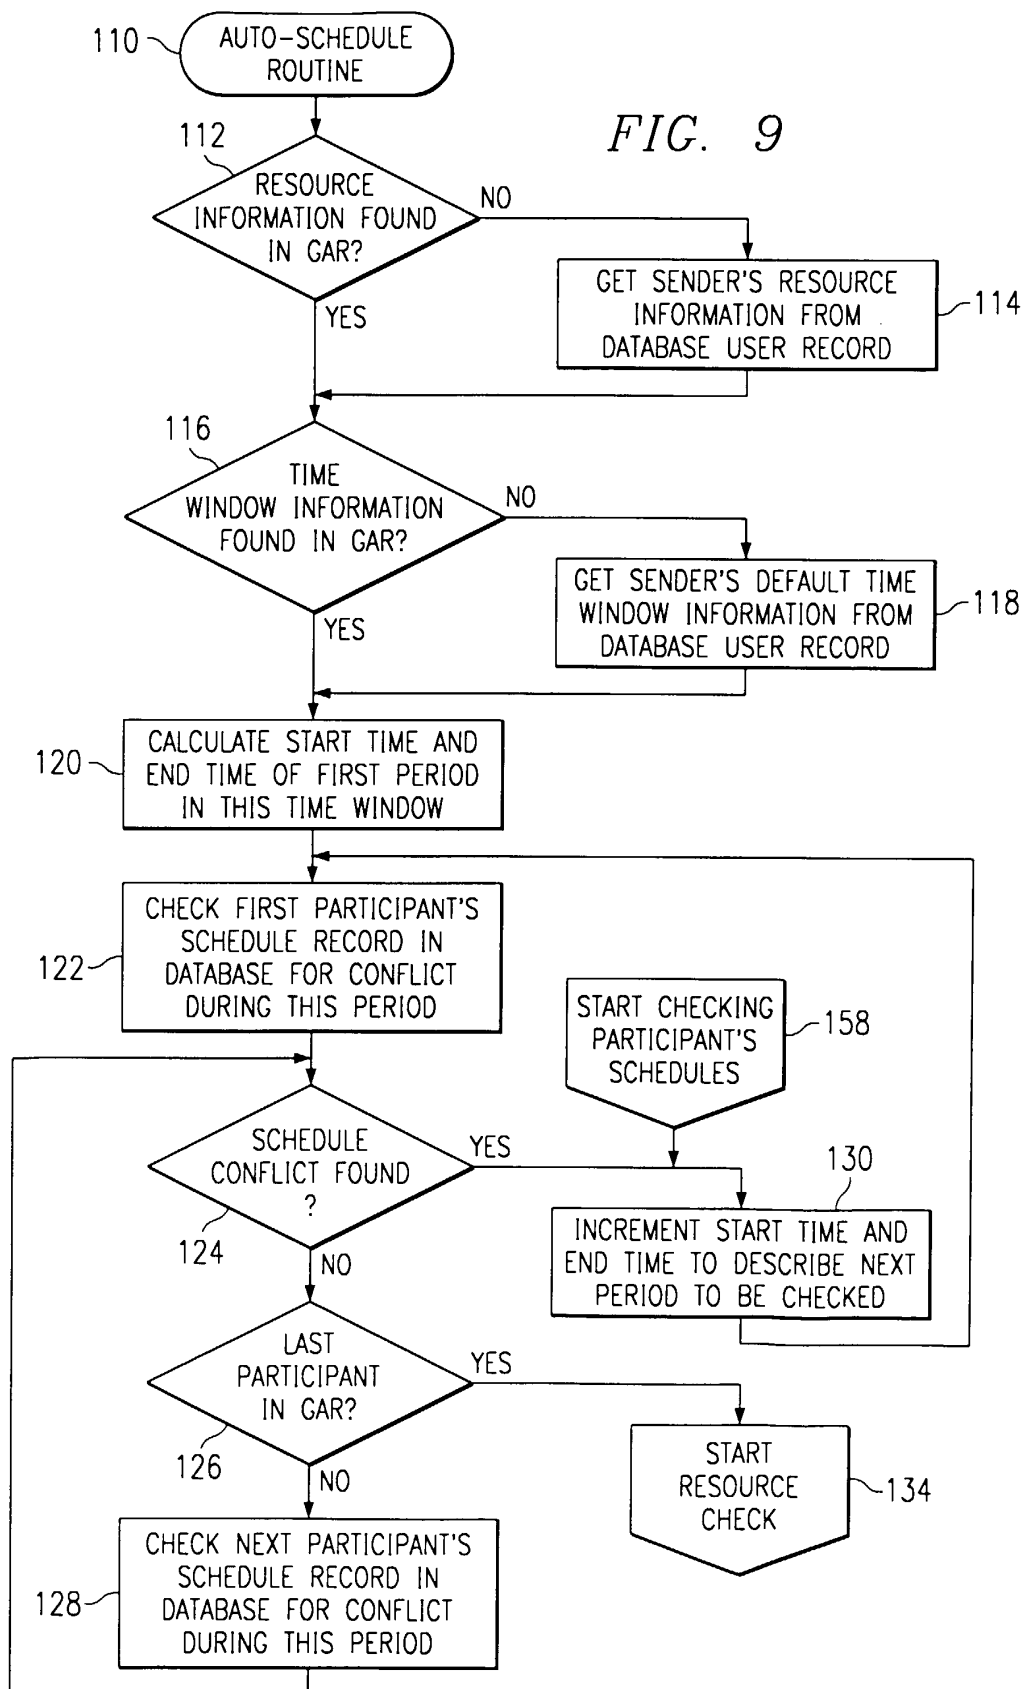 110
AUTO-SCHEDULE
ROUTINE
FIG. 9
112
RESOURCE
INFORMATION FOUND
IN GAR?
NO
YES
GET SENDER'S RESOURCE
INFORMATION FROM
DATABASE USER RECORD
114
116
TIME
WINDOW INFORMATION
FOUND IN GAR?
NO
YES
GET SENDER'S DEFAULT TIME
WINDOW INFORMATION FROM
DATABASE USER RECORD
118
120
CALCULATE START TIME AND
END TIME OF FIRST PERIOD
IN THIS TIME WINDOW
122
CHECK FIRST PARTICIPANT'S
SCHEDULE RECORD IN
DATABASE FOR CONFLICT
DURING THIS PERIOD
START CHECKING
PARTICIPANT'S
SCHEDULES
158
SCHEDULE
CONFLICT FOUND
?
YES
124
NO
130
INCREMENT START TIME AND
END TIME TO DESCRIBE NEXT
PERIOD TO BE CHECKED
LAST
PARTICIPANT
IN GAR?
YES
126
NO
START
RESOURCE
CHECK
134
128
CHECK NEXT PARTICIPANT'S
SCHEDULE RECORD IN
DATABASE FOR CONFLICT
DURING THIS PERIOD